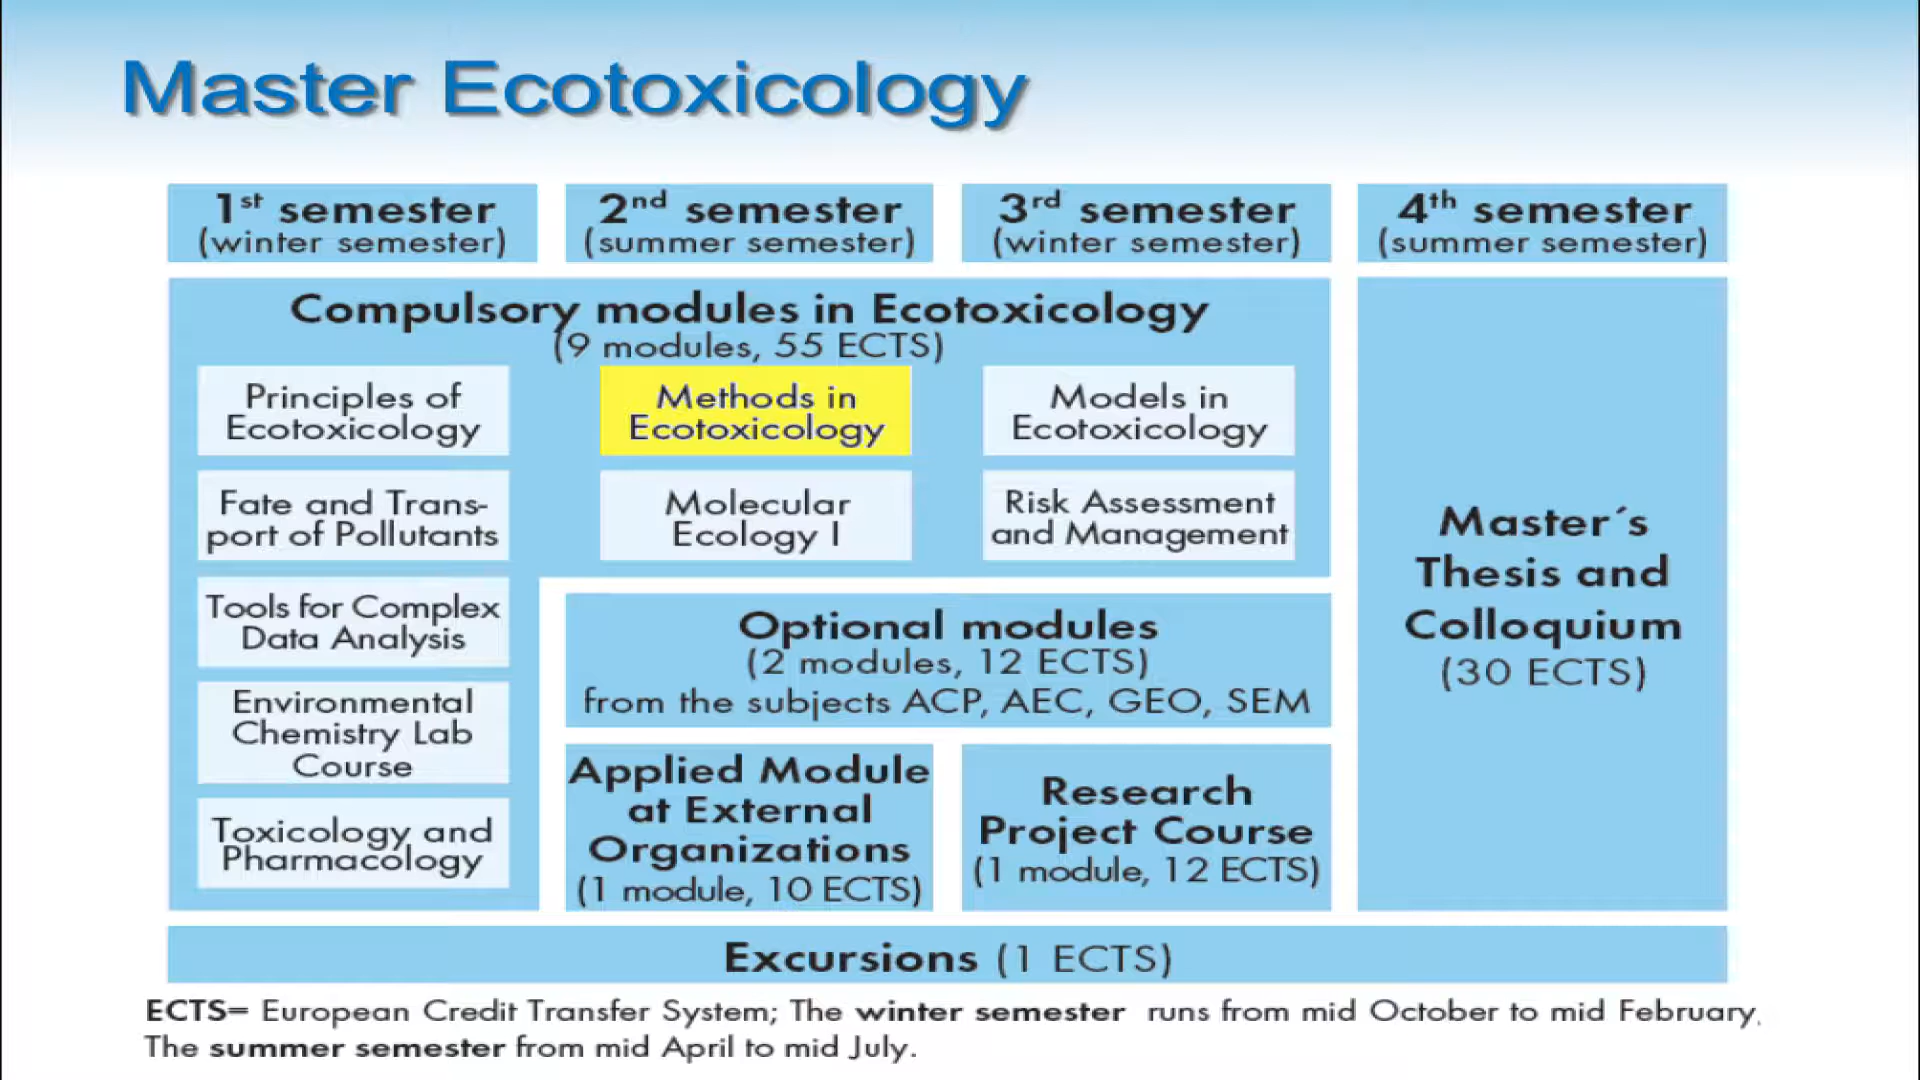 Master Ecotoxicology
1st semester
(winter semester)
2nd semester
(summer semester)
3rd semester
(winter semester)
4th semester
(summer semester)
Compulsory modules in Ecotoxicology
(9 modules, 55 ECTS)
Principles of
Ecotoxicology
Methods in
Ecotoxicology
Models in
Ecotoxicology
Fate and Trans-
port of Pollutants
Molecular
Ecology I
Risk Assessment
and Management
Tools for Complex
Data Analysis
Environmental
Chemistry Lab
Course
Toxicology and
Pharmacology
Optional modules
(2 modules, 12 ECTS)
from the subjects ACP, AEC, GEO, SEM
Applied Module
at External
Organizations
(1 module, 10 ECTS)
Research
Project Course
(1 module, 12 ECTS)
Master´s
Thesis and
Colloquium
(30 ECTS)
Excursions (1 ECTS)
ECTS= European Credit Transfer System; The winter semester runs from mid October to mid February,
The summer semester from mid April to mid July.